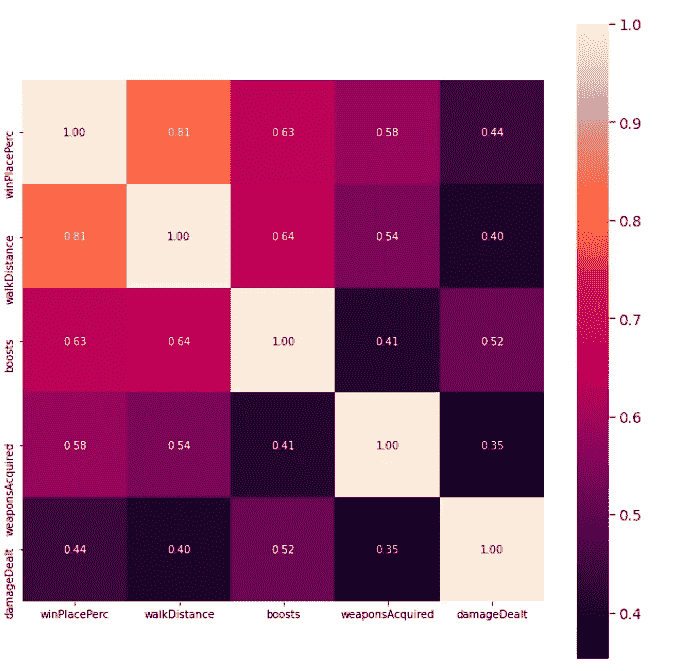 1.0
0.9
0.8
0.7
0.6
0.5
0.4
winPlacePerc 1.00 0.81 0.63 0.58 0.44
walkDistance 0.81 1.00 0.64 0.54 0.40
boosts 0.63 0.64 1.00 0.41 0.52
weaponsAcquired 0.58 0.54 0.41 1.00 0.35
damageDealt 0.44 0.40 0.52 0.35 1.00
winPlacePerc walkDistance boosts weaponsAcquired damageDealt